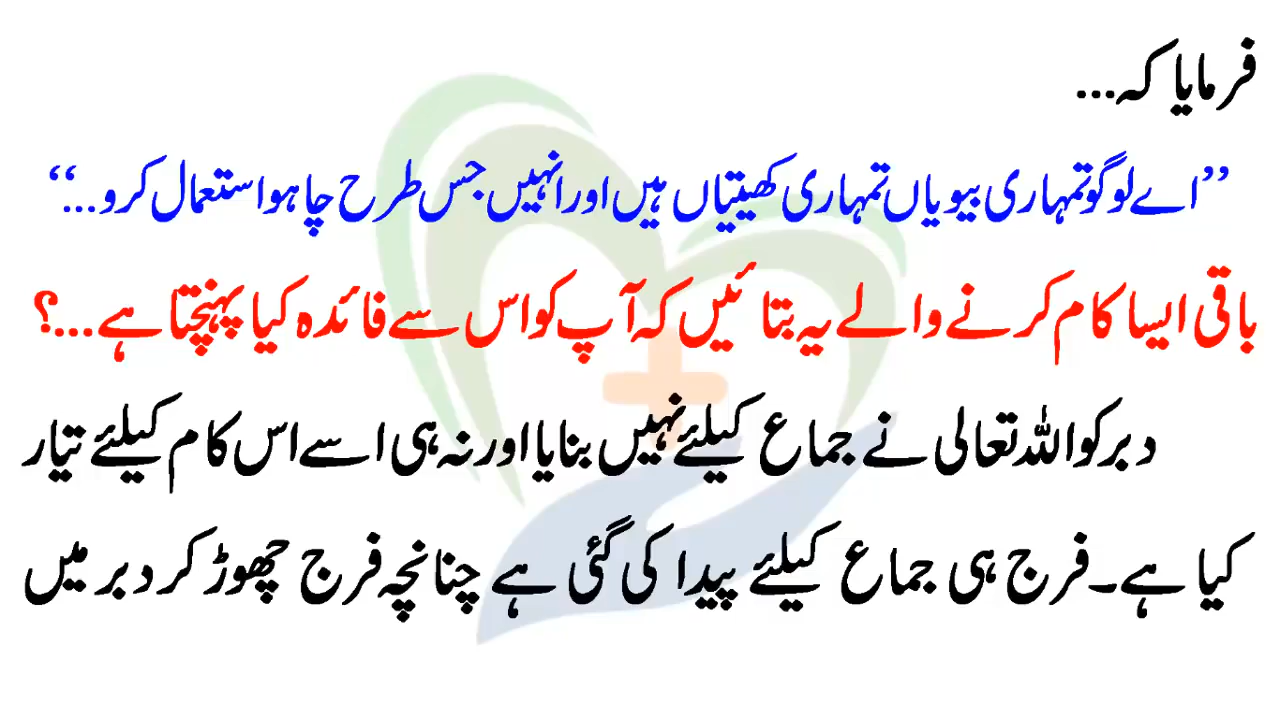 فرمایا کہ...
”اے لوگو تمہاری بیویاں تمہاری کھیتیاں ہیں اور انہیں جس طرح چاہو استعمال کرو...“
باقی ایسا کام کرنے والے یہ بتائیں کہ آپ کو اس سے فائدہ کیا پہنچتا ہے...؟
دبر کو اللہ تعالی نے جماع کیلئے نہیں بنایا اور نہ ہی اسے اس کام کیلئے تیار
کیا ہے۔ فرج ہی جماع کیلئے پیدا کی گئی ہے چنانچہ فرج چھوڑ کر دبر میں